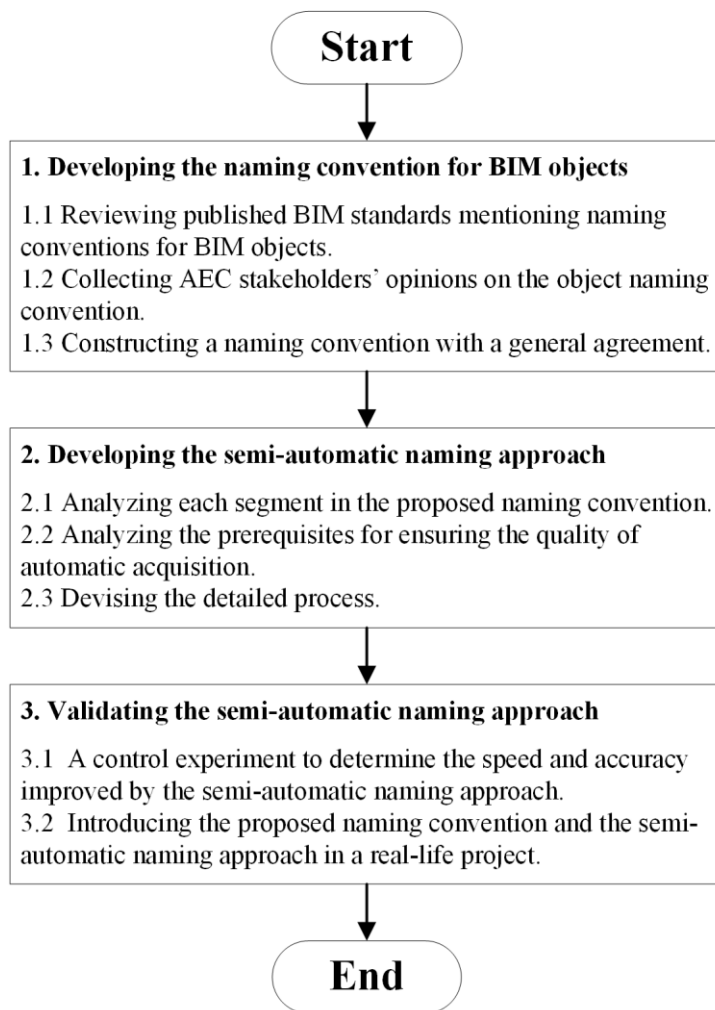 Start
1. Developing the naming convention for BIM objects
1.1 Reviewing published BIM standards mentioning naming
conventions for BIM objects.
1.2 Collecting AEC stakeholders’ opinions on the object naming
convention.
1.3 Constructing a naming convention with a general agreement.
2. Developing the semi-automatic naming approach
2.1 Analyzing each segment in the proposed naming convention.
2.2 Analyzing the prerequisites for ensuring the quality of
automatic acquisition.
2.3 Devising the detailed process.
3. Validating the semi-automatic naming approach
3.1 A control experiment to determine the speed and accuracy
improved by the semi-automatic naming approach.
3.2 Introducing the proposed naming convention and the semi-
automatic naming approach in a real-life project.
End